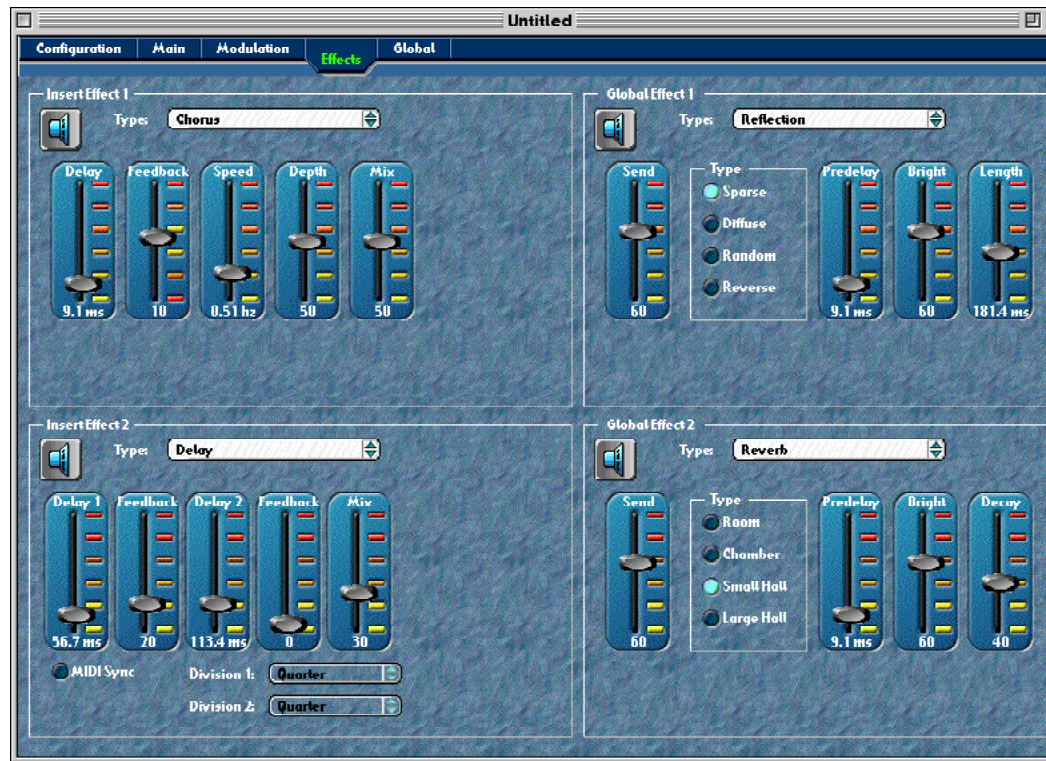 Untitled
Configuration Main Modulation Effects Global
Insert Effect 1
Type: Chorus
Delay Feedback Speed Depth Mix
9.1 ms 10 0.51 hz 50 50
Global Effect 1
Type: Reflection
Send Type Predelay Bright Length
Sparse
Diffuse
Random
Reverse
60 9.1 ms 60 181.4 ms
Insert Effect 2
Type: Delay
Delay 1 Feedback Delay 2 Feedback Mix
56.7 ms 20 113.4 ms 0 30
MIDI Sync Division 1: Quarter
Division 2: Quarter
Global Effect 2
Type: Reverb
Send Type Predelay Bright Decay
Room
Chamber
Small Hall
Large Hall
60 9.1 ms 60 40